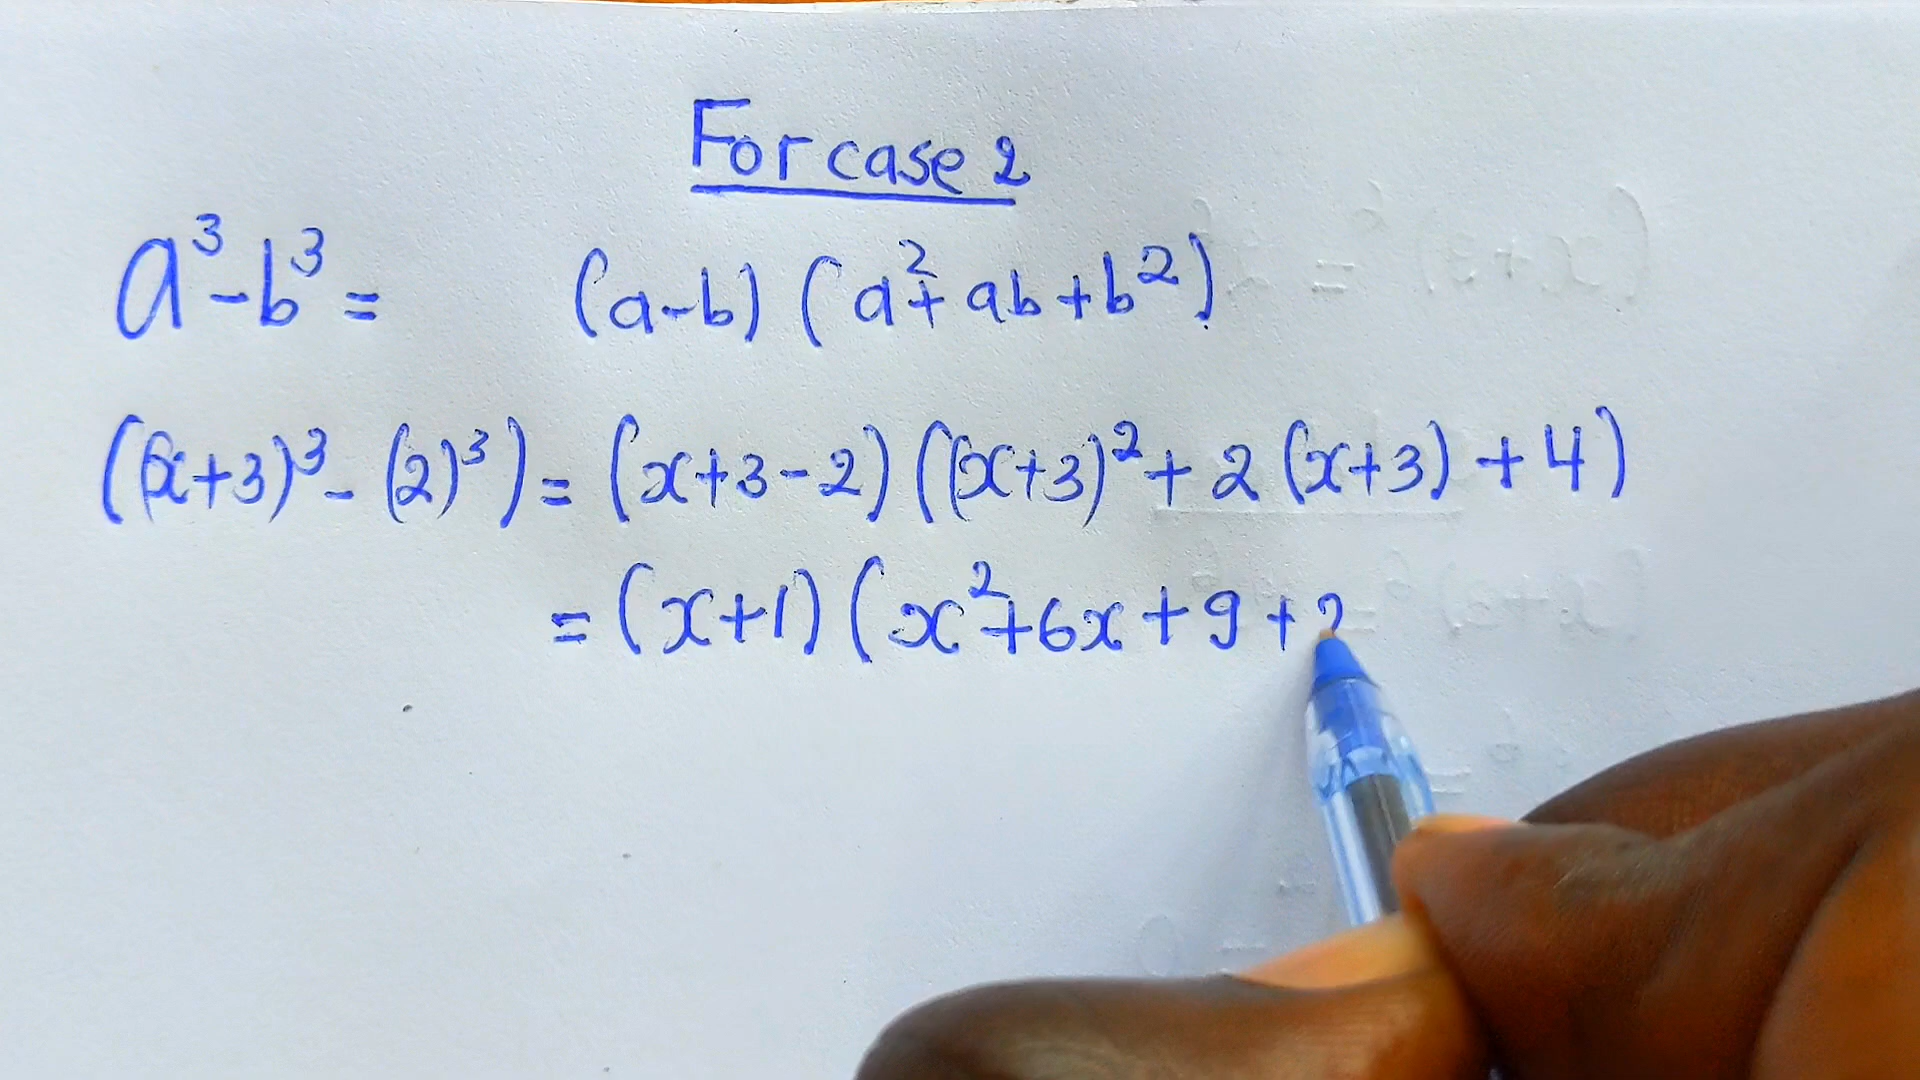 For case 2
a³-b³ = (a-b) (a²+ab+b²)
((x+3)³-(2)³) = (x+3-2) ((x+3)²+2(x+3)+4)
= (x+1) (x²+6x+9+2